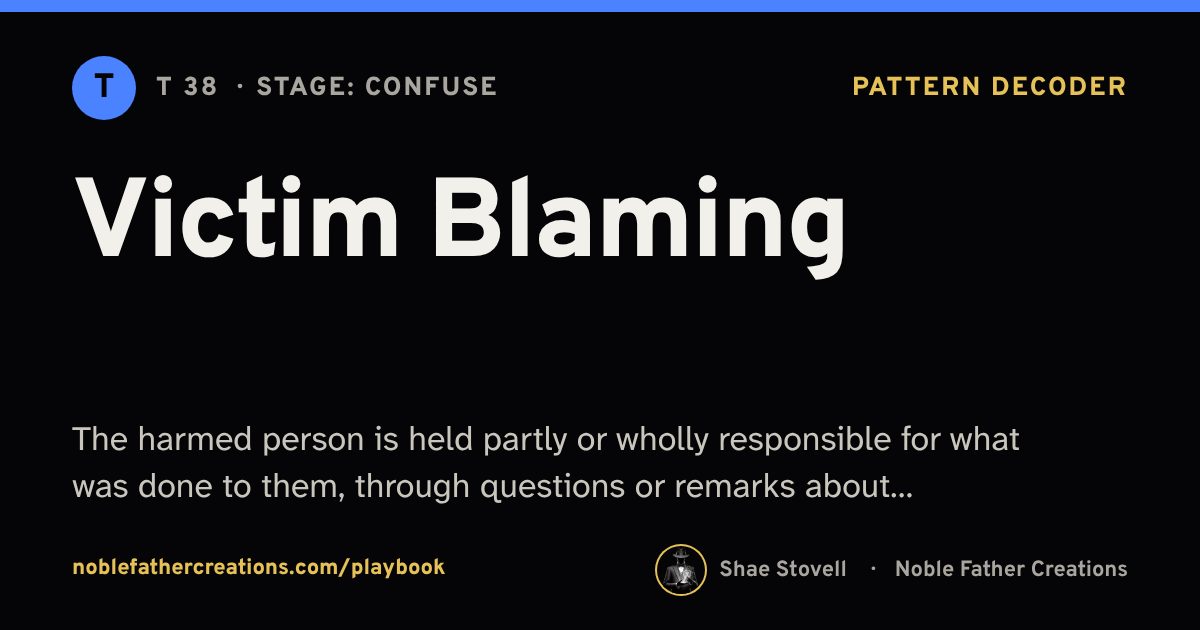 T T 38 · STAGE: CONFUSE PATTERN DECODER
Victim Blaming
The harmed person is held partly or wholly responsible for what
was done to them, through questions or remarks about...
noblefathercreations.com/playbook Shae Stovell · Noble Father Creations